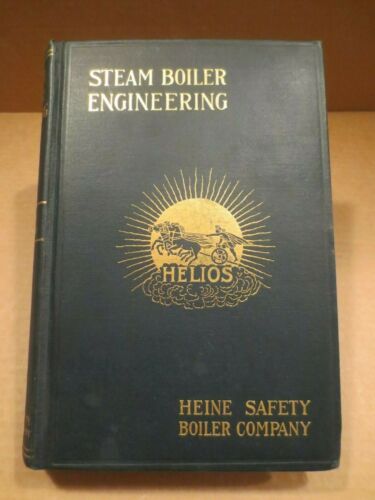 STEAM BOILER
ENGINEERING
HELIOS
HEINE SAFETY
BOILER COMPANY